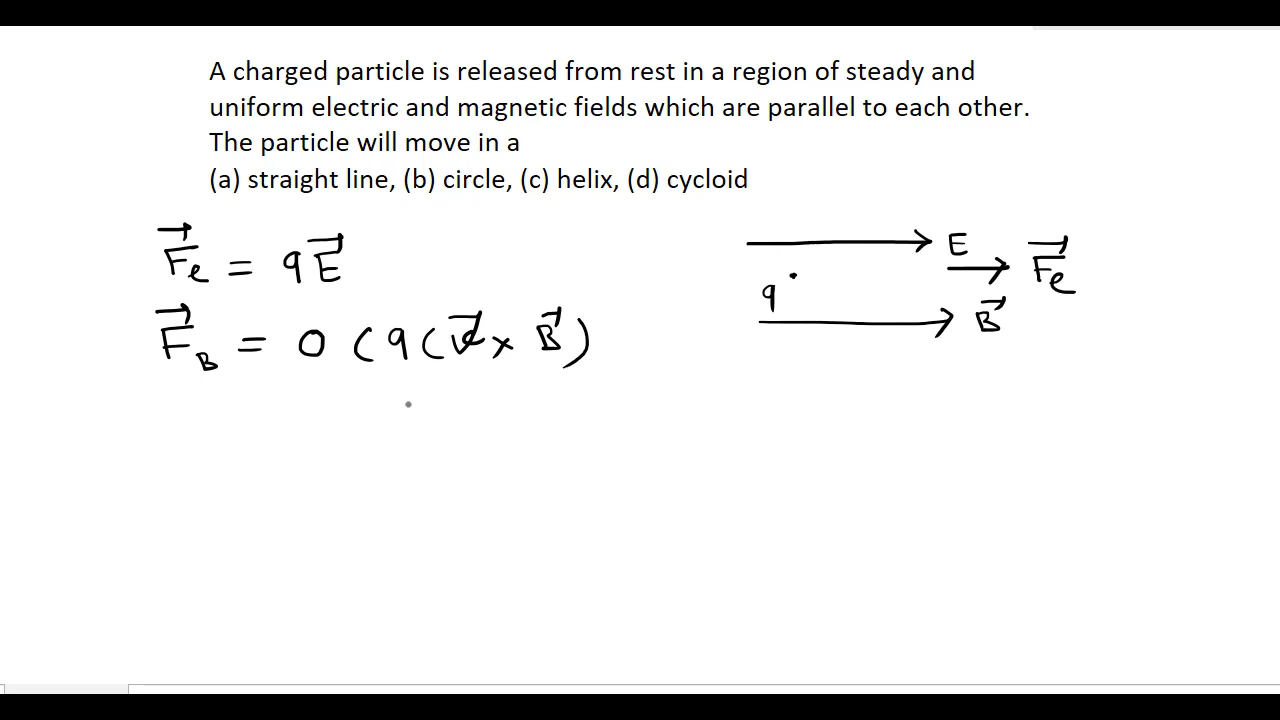 A charged particle is released from rest in a region of steady and
uniform electric and magnetic fields which are parallel to each other.
The particle will move in a
(a) straight line, (b) circle, (c) helix, (d) cycloid
F⃗e = qE⃗
F⃗B = 0 (q(v⃗ × B⃗)
E
F⃗e
q
B⃗